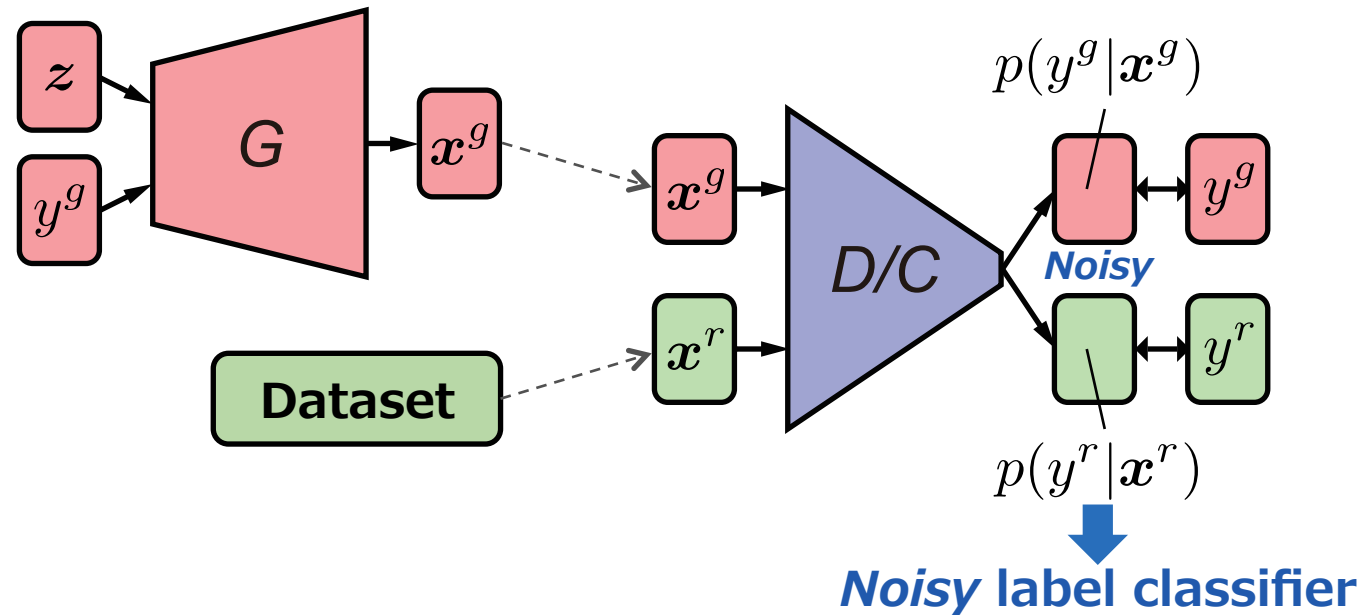 z
y^g
G
x^g
Dataset
x^g
x^r
D/C
p(y^g|x^g)
y^g
Noisy
y^r
p(y^r|x^r)
Noisy label classifier